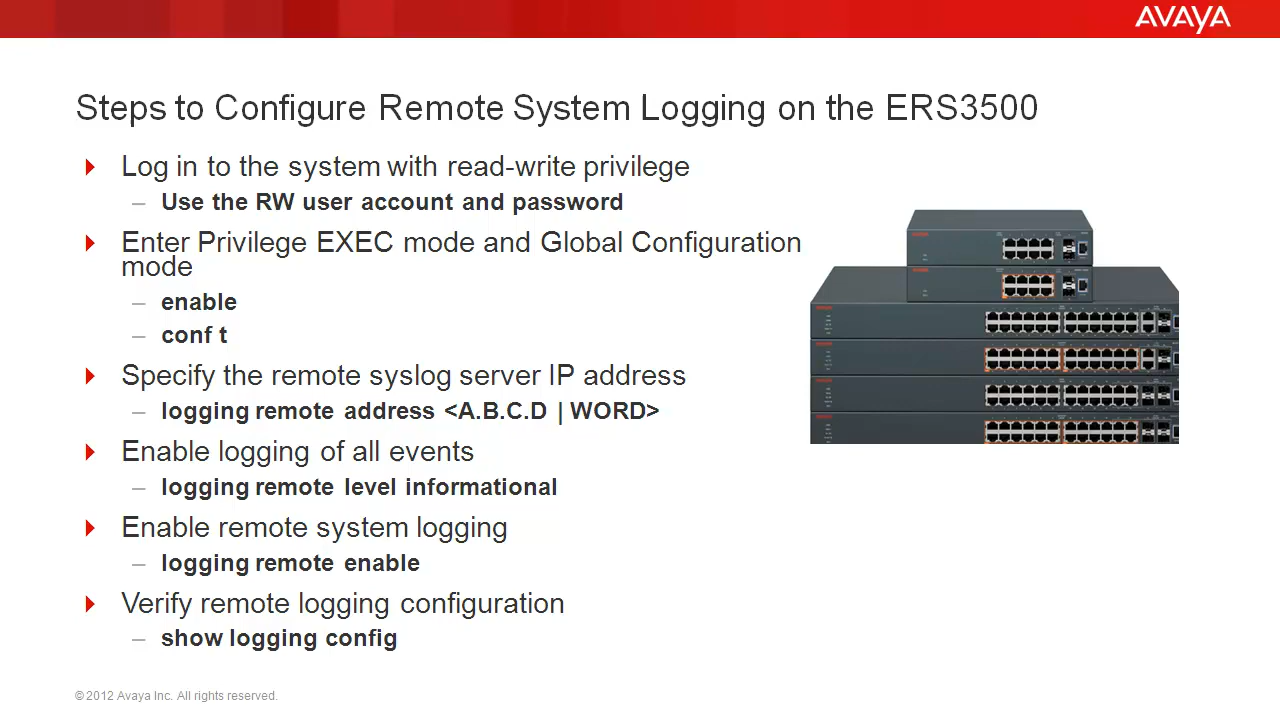 AVAYA
Steps to Configure Remote System Logging on the ERS3500
Log in to the system with read-write privilege
– Use the RW user account and password
Enter Privilege EXEC mode and Global Configuration
mode
– enable
– conf t
Specify the remote syslog server IP address
– logging remote address <A.B.C.D | WORD>
Enable logging of all events
– logging remote level informational
Enable remote system logging
– logging remote enable
Verify remote logging configuration
– show logging config
© 2012 Avaya Inc. All rights reserved.